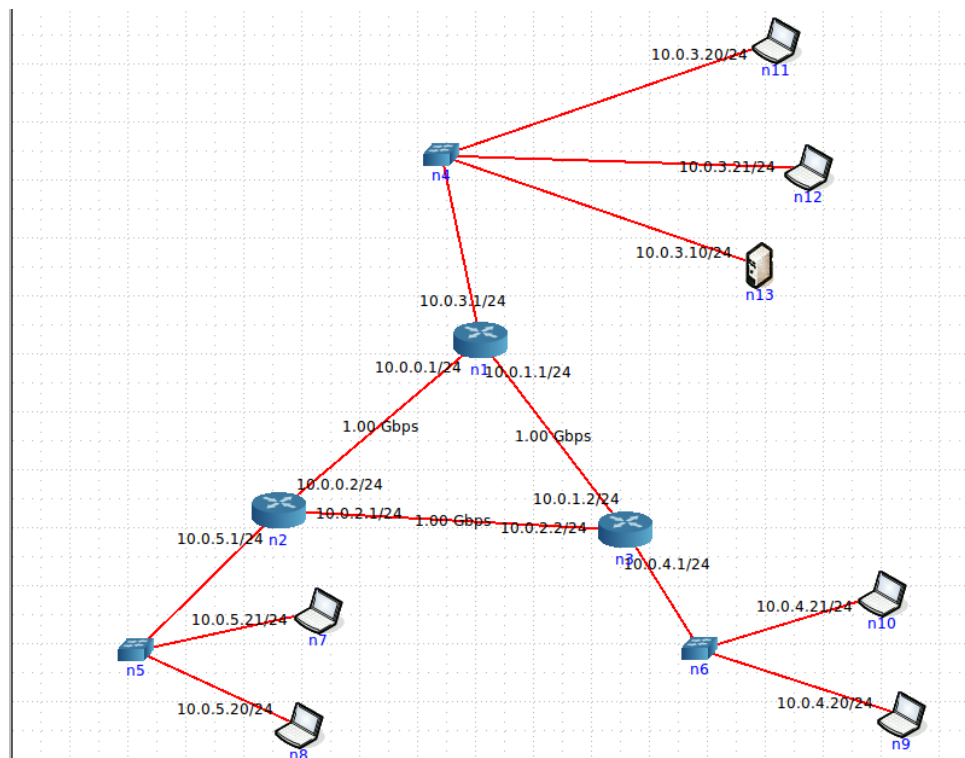 10.0.3.20/24
n11
n4
10.0.3.21/24
n12
10.0.3.10/24
n13
10.0.3.1/24
10.0.0.1/24
n1
10.0.1.1/24
1.00 Gbps
1.00 Gbps
10.0.0.2/24
10.0.1.2/24
10.0.2.1/24
1.00 Gbps
10.0.2.2/24
n2
10.0.5.1/24
n3
10.0.4.1/24
10.0.5.21/24
n7
10.0.4.21/24
n10
n5
n6
10.0.5.20/24
n8
10.0.4.20/24
n9